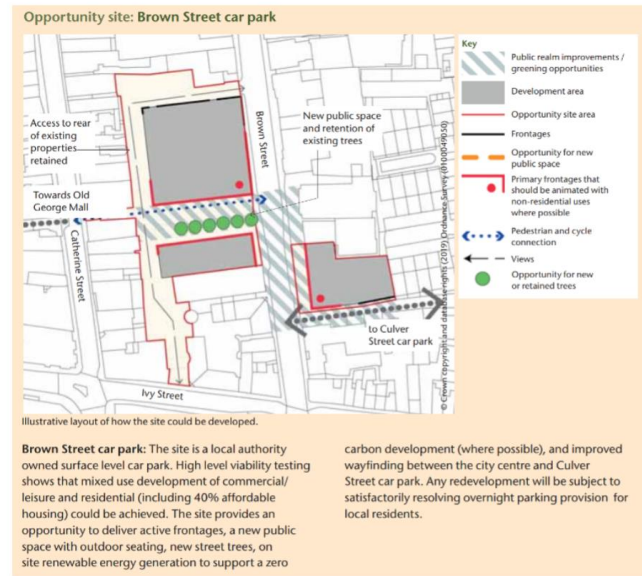 Opportunity site: Brown Street car park
Access to rear
of existing
properties
retained
Brown Street
New public space
and retention of
existing trees
Towards Old
George Mall
Catherine Street
to Culver
Street car park
Ivy Street
© Crown copyright and database rights (2019) Ordnance Survey (0100049050)
Key
Public realm improvements /
greening opportunities
Development area
Opportunity site area
Frontages
Opportunity for new
public space
Primary frontages that
should be animated with
non-residential uses
where possible
Pedestrian and cycle
connection
Views
Opportunity for new
or retained trees
Illustrative layout of how the site could be developed.
Brown Street car park: The site is a local authority
owned surface level car park. High level viability testing
shows that mixed use development of commercial/
leisure and residential (including 40% affordable
housing) could be achieved. The site provides an
opportunity to deliver active frontages, a new public
space with outdoor seating, new street trees, on
site renewable energy generation to support a zero
carbon development (where possible), and improved
wayfinding between the city centre and Culver
Street car park. Any redevelopment will be subject to
satisfactorily resolving overnight parking provision for
local residents.